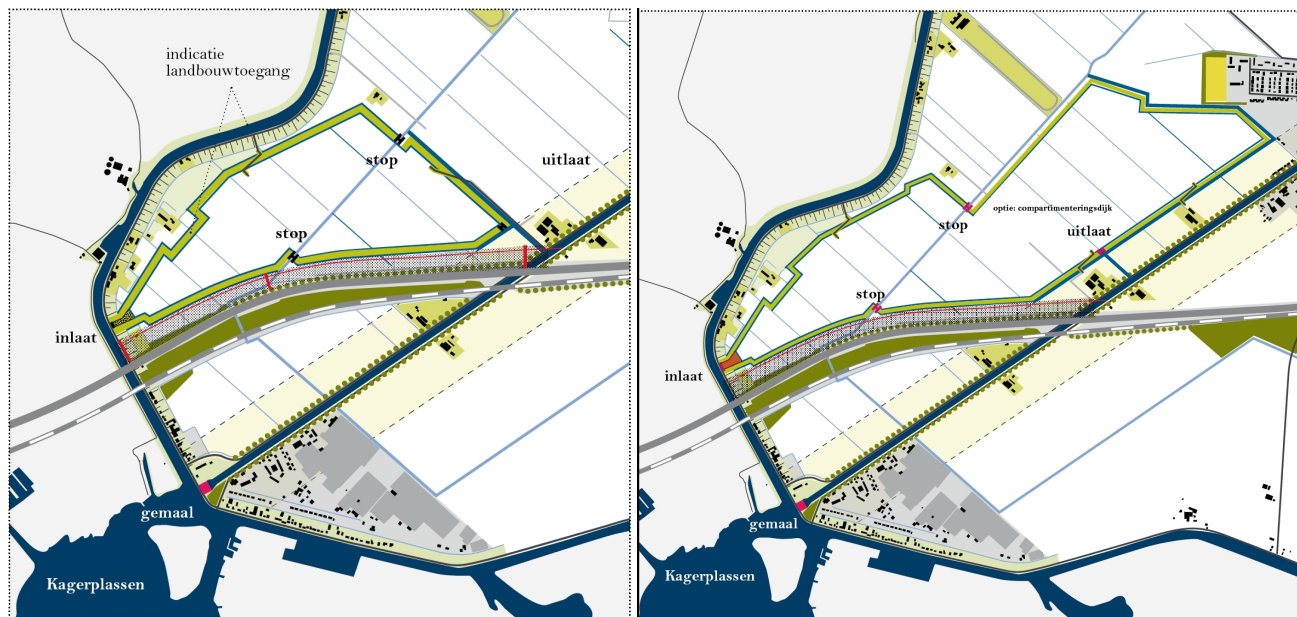 indicatie
landbouwtoegang
stop
uitlaat
stop
inlaat
gemaal
Kagerplassen
stop
optie: compartimenteringsdijk
uitlaat
stop
inlaat
gemaal
Kagerplassen